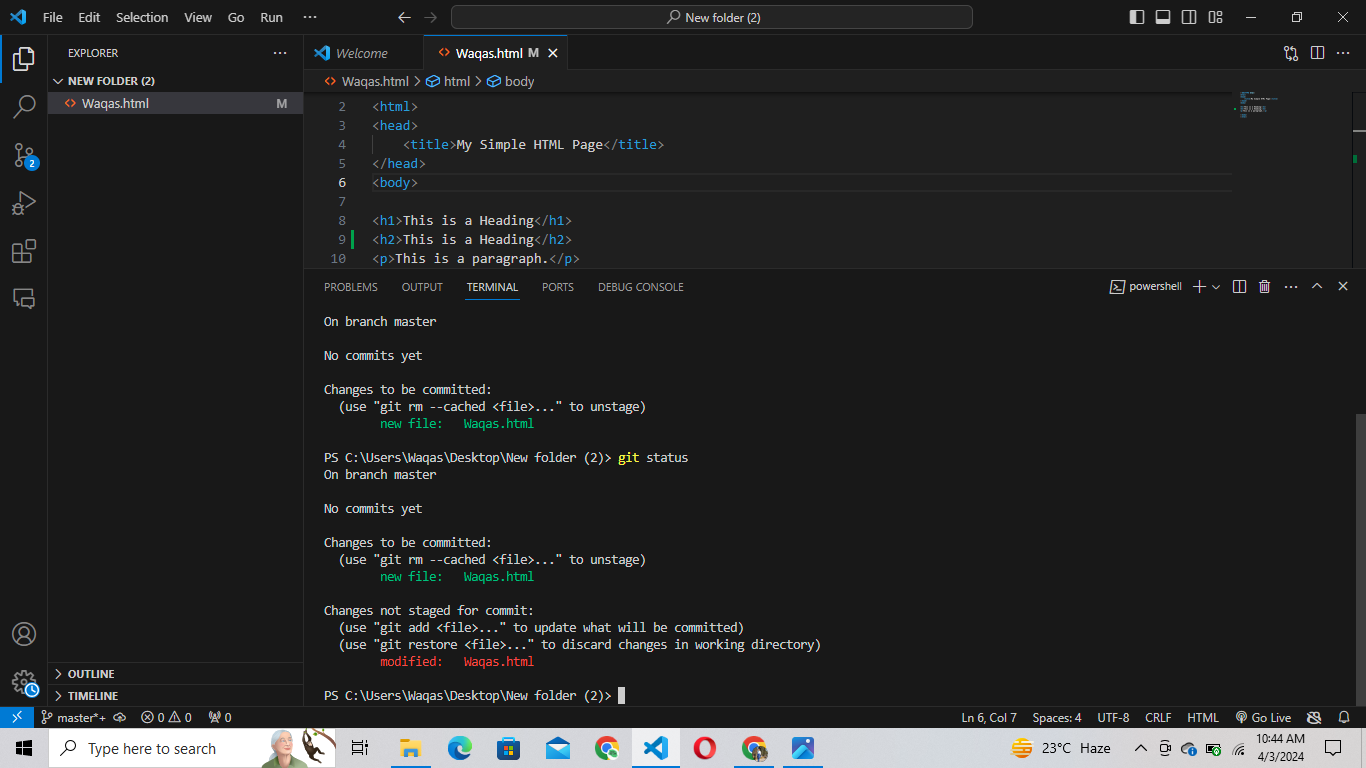 File Edit Selection View Go Run ··· New folder (2)
EXPLORER ···
NEW FOLDER (2)
Waqas.html M
2
OUTLINE
TIMELINE
Welcome Waqas.html M
Waqas.html > html > body
2 <html>
3 <head>
4 <title>My Simple HTML Page</title>
5 </head>
6 <body>
7
8 <h1>This is a Heading</h1>
9 <h2>This is a Heading</h2>
10 <p>This is a paragraph.</p>
PROBLEMS OUTPUT TERMINAL PORTS DEBUG CONSOLE powershell
On branch master
No commits yet
Changes to be committed:
(use "git rm --cached <file>..." to unstage)
new file: Waqas.html
PS C:\Users\Waqas\Desktop\New folder (2)> git status
On branch master
No commits yet
Changes to be committed:
(use "git rm --cached <file>..." to unstage)
new file: Waqas.html
Changes not staged for commit:
(use "git add <file>..." to update what will be committed)
(use "git restore <file>..." to discard changes in working directory)
modified: Waqas.html
PS C:\Users\Waqas\Desktop\New folder (2)>
master*+ 0 0 0 Ln 6, Col 7 Spaces: 4 UTF-8 CRLF HTML Go Live
Type here to search 23°C Haze 10:44 AM
4/3/2024